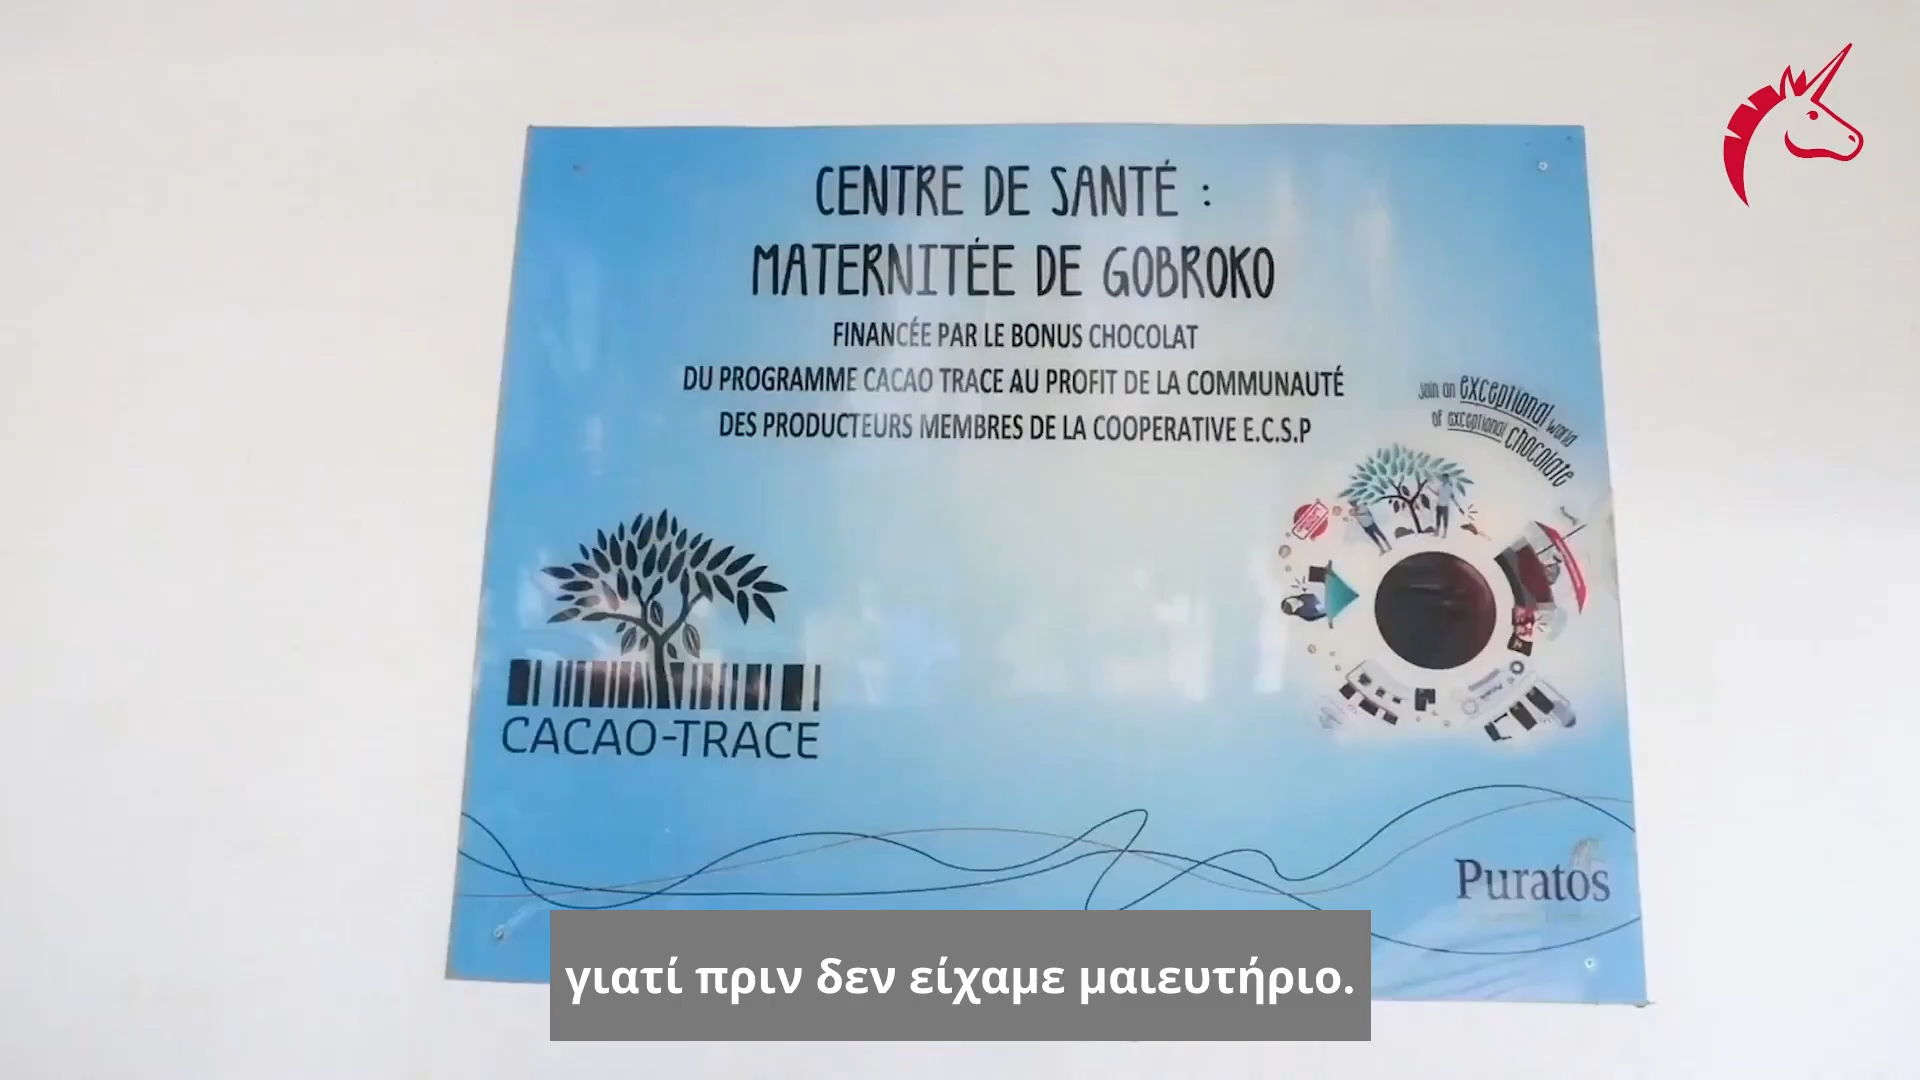 CENTRE DE SANTÉ :
MATERNITÉE DE GOBROKO
FINANCÉE PAR LE BONUS CHOCOLAT
DU PROGRAMME CACAO TRACE AU PROFIT DE LA COMMUNAUTÉ
DES PRODUCTEURS MEMBRES DE LA COOPERATIVE E.C.S.P
Join an exceptional world
of exceptional chocolate
CACAO-TRACE
Puratos
γιατί πριν δεν είχαμε μαιευτήριο.